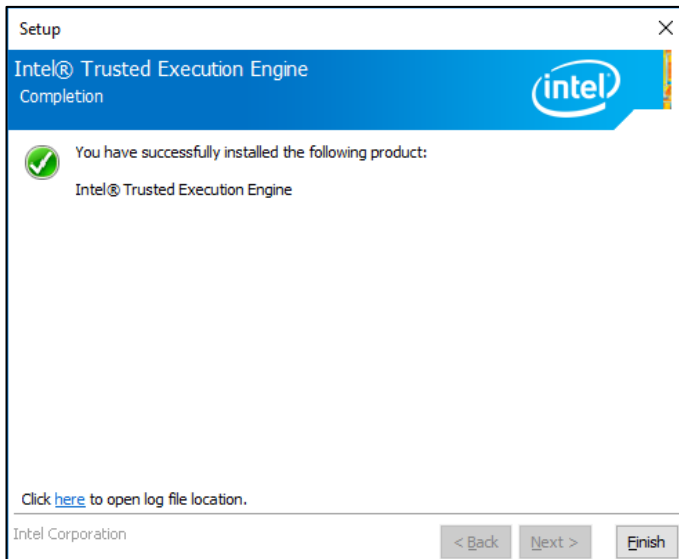 Setup
Intel® Trusted Execution Engine
Completion
intel
You have successfully installed the following product:
Intel® Trusted Execution Engine
Click here to open log file location.
Intel Corporation
< Back Next > Finish